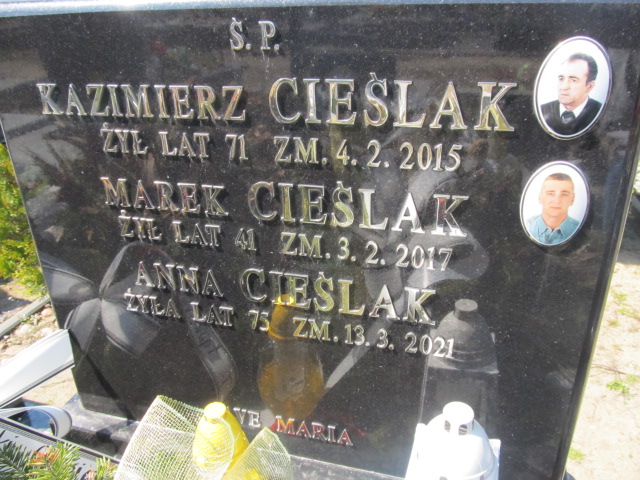 Ś. P.
KAZIMIERZ CIEŚLAK
ŻYŁ LAT 71 ZM. 4. 2. 2015
MAREK CIEŚLAK
ŻYŁ LAT 41 ZM. 3. 2. 2017
ANNA CIEŚLAK
ŻYŁA LAT 75 ZM. 13. 3. 2021
VE MARIA